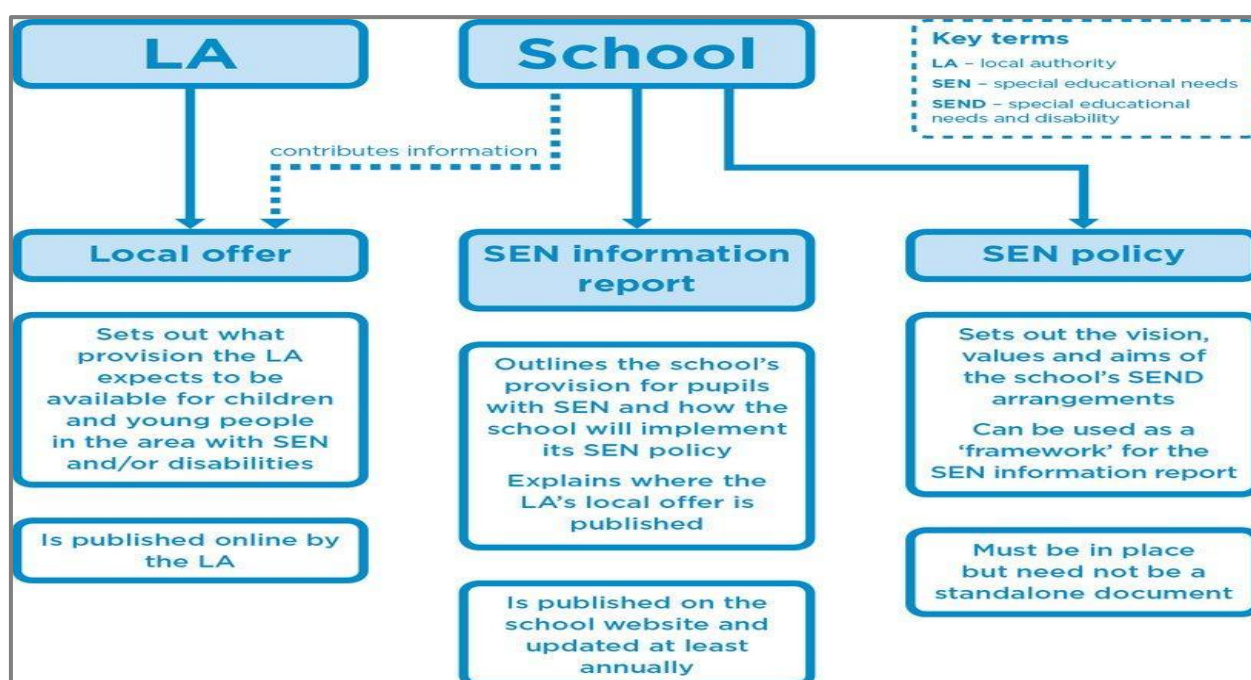 LA
School
Key terms
LA – local authority
SEN – special educational needs
SEND – special educational
needs and disability
contributes information
Local offer
Sets out what
provision the LA
expects to be
available for children
and young people
in the area with SEN
and/or disabilities
Is published online by
the LA
SEN information
report
Outlines the school's
provision for pupils
with SEN and how the
school will implement
its SEN policy
Explains where the
LA's local offer is
published
Is published on the
school website and
updated at least
annually
SEN policy
Sets out the vision,
values and aims of
the school's SEND
arrangements
Can be used as a
‘framework’ for the
SEN information report
Must be in place
but need not be a
standalone document